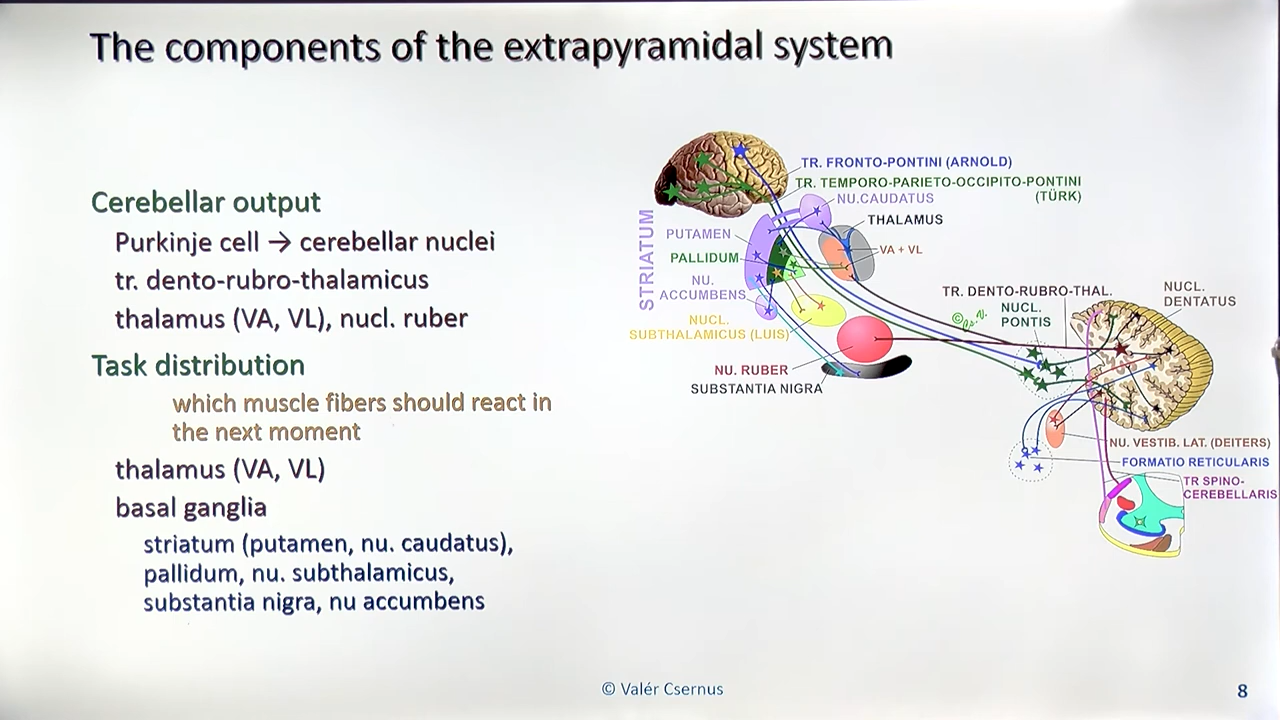 The components of the extrapyramidal system
Cerebellar output
Purkinje cell → cerebellar nuclei
tr. dento-rubro-thalamicus
thalamus (VA, VL), nucl. ruber
Task distribution
which muscle fibers should react in
the next moment
thalamus (VA, VL)
basal ganglia
striatum (putamen, nu. caudatus),
pallidum, nu. subthalamicus,
substantia nigra, nu accumbens
TR. FRONTO-PONTINI (ARNOLD)
TR. TEMPORO-PARIETO-OCCIPITO-PONTINI
(TÜRK)
NU.CAUDATUS
THALAMUS
STRIATUM
PUTAMEN
VA + VL
PALLIDUM
NU.
ACCUMBENS
NUCL.
SUBTHALAMICUS (LUIS)
NU. RUBER
SUBSTANTIA NIGRA
TR. DENTO-RUBRO-THAL.
NUCL.
PONTIS
NUCL.
DENTATUS
NU. VESTIB. LAT. (DEITERS)
FORMATIO RETICULARIS
TR SPINO-
CEREBELLARIS
© Valér Csernus
8